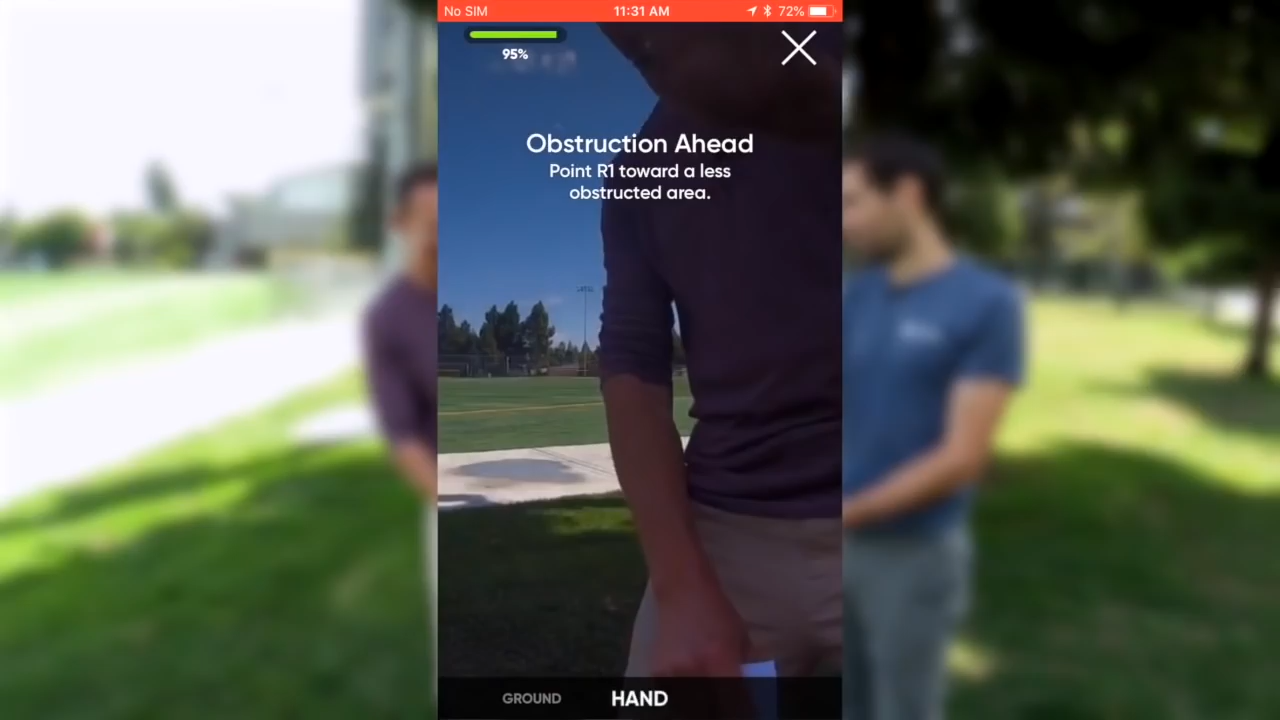 No SIM
11:31 AM
72%
95%
Obstruction Ahead
Point R1 toward a less
obstructed area.
GROUND
HAND